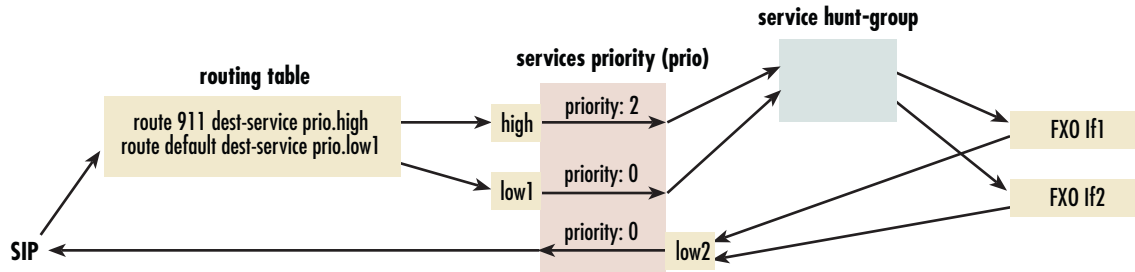 service hunt-group
services priority (prio)
routing table
route 911 dest-service prio.high
route default dest-service prio.low1
high
priority: 2
low1
priority: 0
priority: 0
low2
FXO If1
FXO If2
SIP